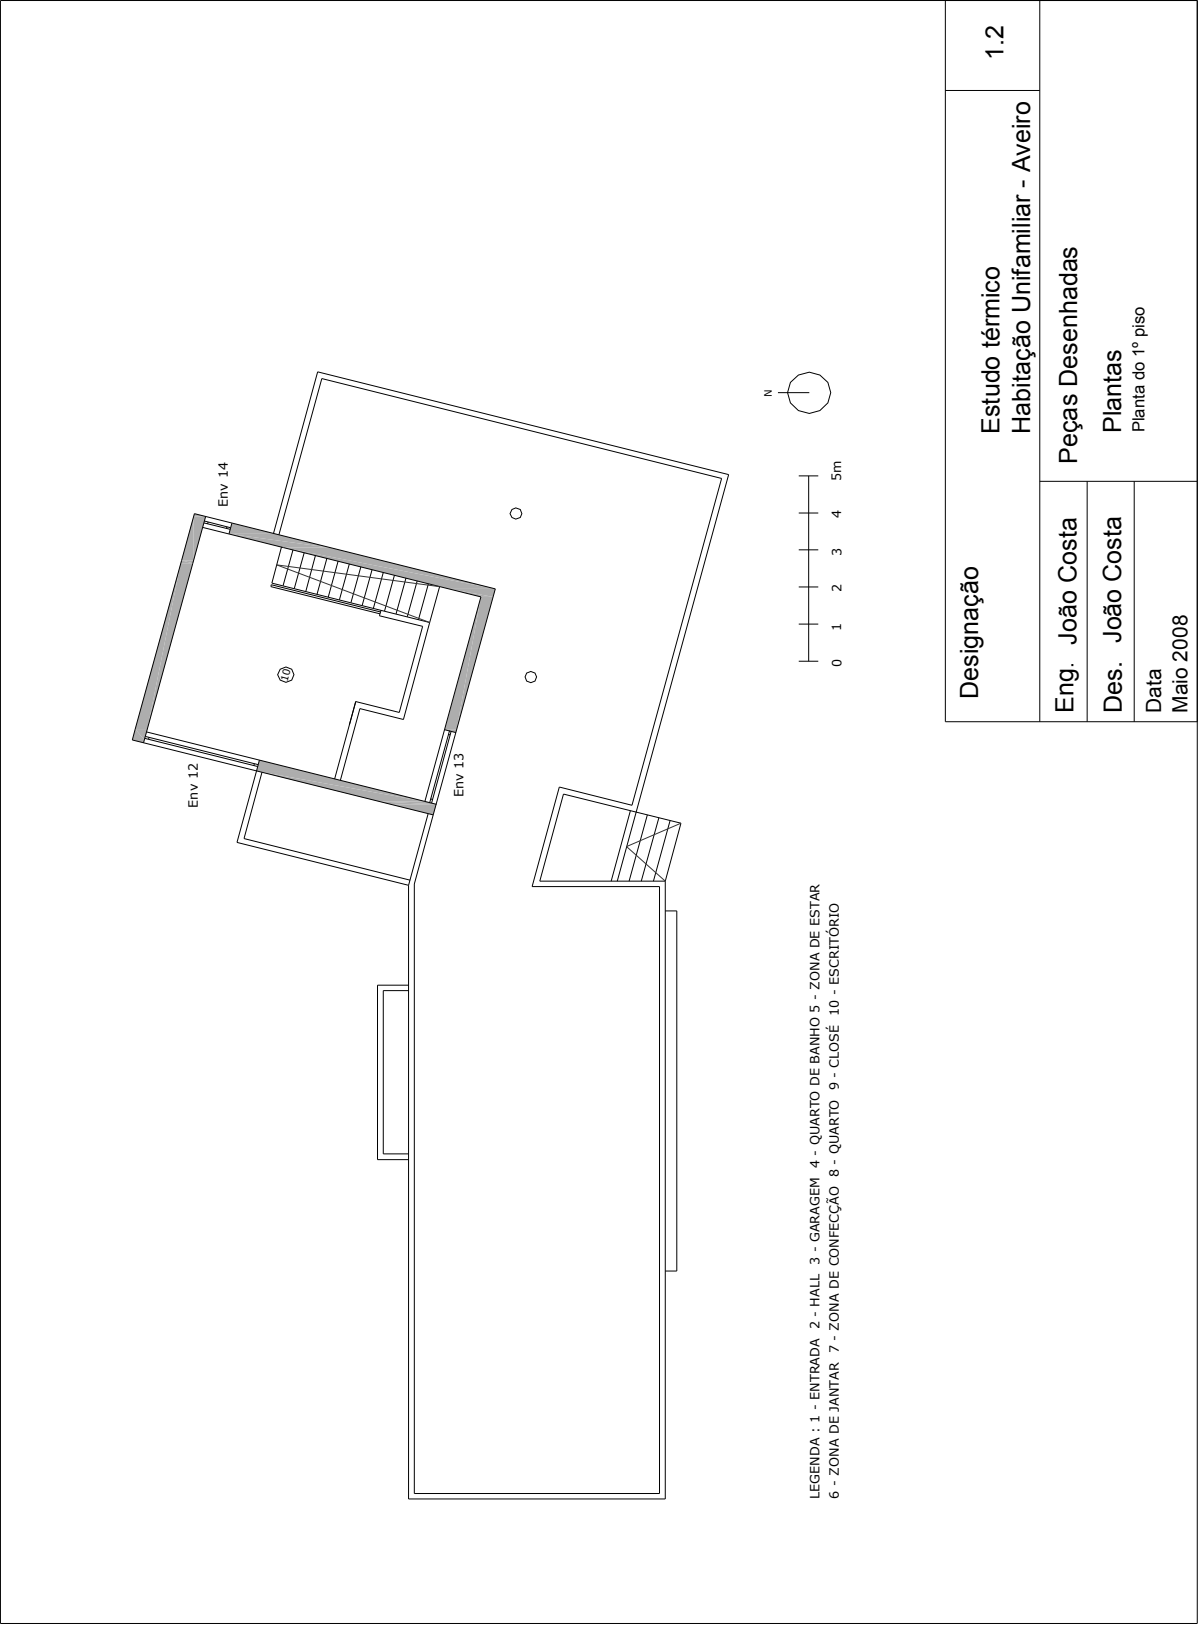 Env 14
Env 12
Env 13
10
N
0 1 2 3 4 5m
LEGENDA : 1 - ENTRADA 2 - HALL 3 - GARAGEM 4 - QUARTO DE BANHO 5 - ZONA DE ESTAR
6 - ZONA DE JANTAR 7 - ZONA DE CONFECÇÃO 8 - QUARTO 9 - CLOSÉ 10 - ESCRITÓRIO
Designação
Estudo térmico
Habitação Unifamiliar - Aveiro
1.2
Eng. João Costa
Peças Desenhadas
Des. João Costa
Plantas
Planta do 1º piso
Data
Maio 2008